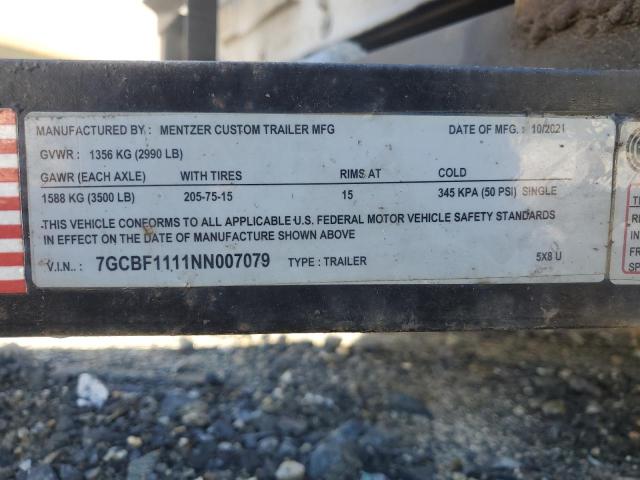 MANUFACTURED BY : MENTZER CUSTOM TRAILER MFG DATE OF MFG. : 10/2021
GVWR : 1356 KG (2990 LB)
GAWR (EACH AXLE) WITH TIRES RIMS AT COLD
1588 KG (3500 LB) 205-75-15 15 345 KPA (50 PSI) SINGLE
THIS VEHICLE CONFORMS TO ALL APPLICABLE U.S. FEDERAL MOTOR VEHICLE SAFETY STANDARDS
IN EFFECT ON THE DATE OF MANUFACTURE SHOWN ABOVE
V.I.N.. : 7GCBF1111NN007079 TYPE : TRAILER 5X8 U